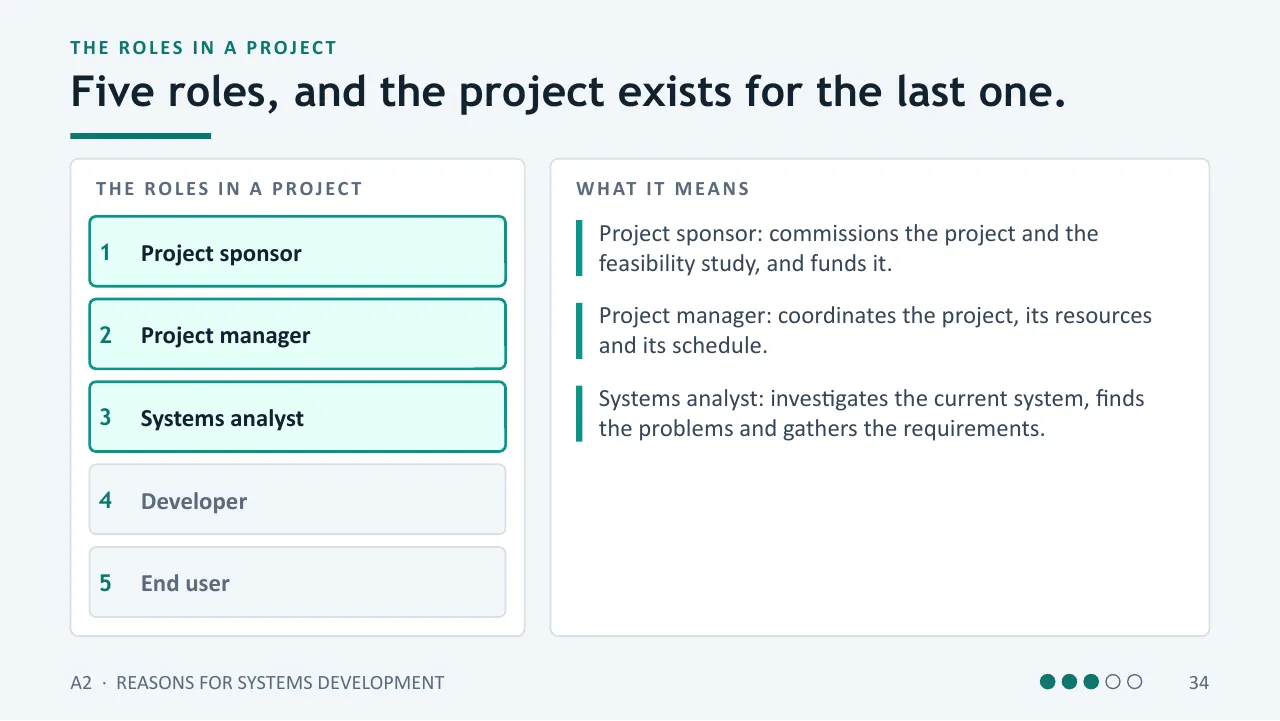 THE ROLES IN A PROJECT
Five roles, and the project exists for the last one.
THE ROLES IN A PROJECT
1 Project sponsor
2 Project manager
3 Systems analyst
4 Developer
5 End user
WHAT IT MEANS
Project sponsor: commissions the project and the
feasibility study, and funds it.
Project manager: coordinates the project, its resources
and its schedule.
Systems analyst: investigates the current system, finds
the problems and gathers the requirements.
A2 · REASONS FOR SYSTEMS DEVELOPMENT
34